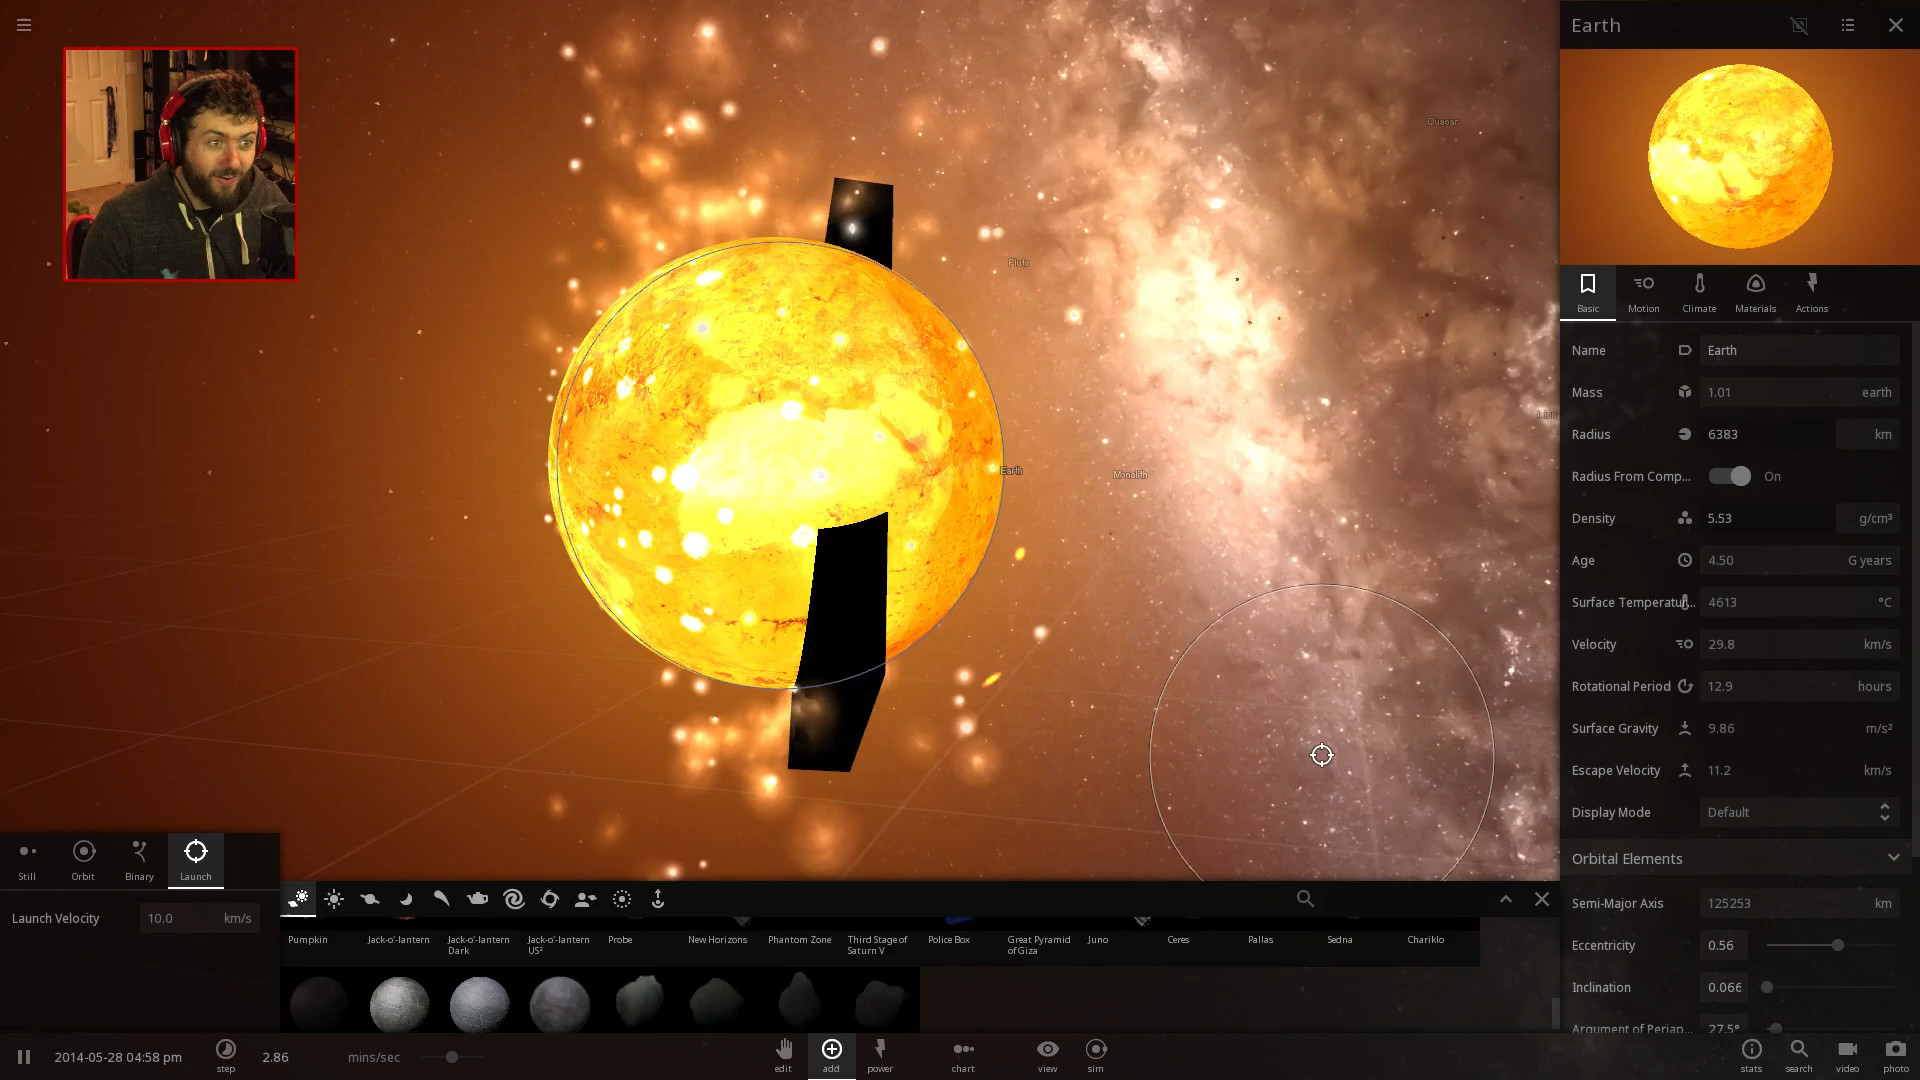 Earth
Quaoar
Pluto
Earth
Monolith
Basic
Motion
Climate
Materials
Actions
Name
Earth
Mass
1.01
earth
Radius
6383
km
Radius From Comp...
On
Density
5.53
g/cm³
Age
4.50
G years
Surface Temperatur...
4613
°C
Velocity
29.8
km/s
Rotational Period
12.9
hours
Surface Gravity
9.86
m/s²
Escape Velocity
11.2
km/s
Display Mode
Default
Orbital Elements
Semi-Major Axis
125253
km
Eccentricity
0.56
Inclination
0.066
Argument of Periap...
27.5°
Still
Orbit
Binary
Launch
Launch Velocity
10.0
km/s
Pumpkin
Jack-o'-lantern
Jack-o'-lantern
Dark
Jack-o'-lantern
US²
Probe
New Horizons
Phantom Zone
Third Stage of
Saturn V
Police Box
Great Pyramid
of Giza
Juno
Ceres
Pallas
Sedna
Chariklo
2014-05-28 04:58 pm
step
2.86
mins/sec
edit
add
power
chart
view
sim
stats
search
video
photo